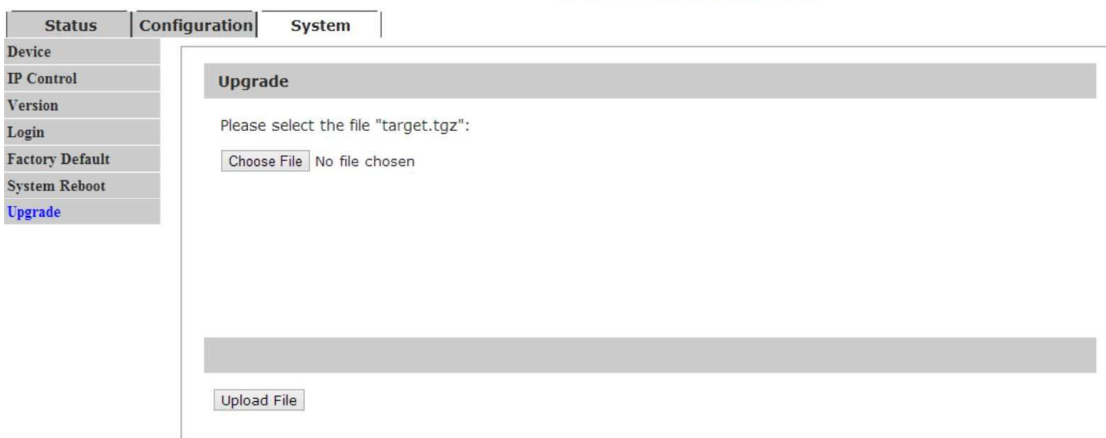 Status Configuration System
Device
IP Control
Version
Login
Factory Default
System Reboot
Upgrade
Upgrade
Please select the file "target.tgz":
Choose File No file chosen
Upload File